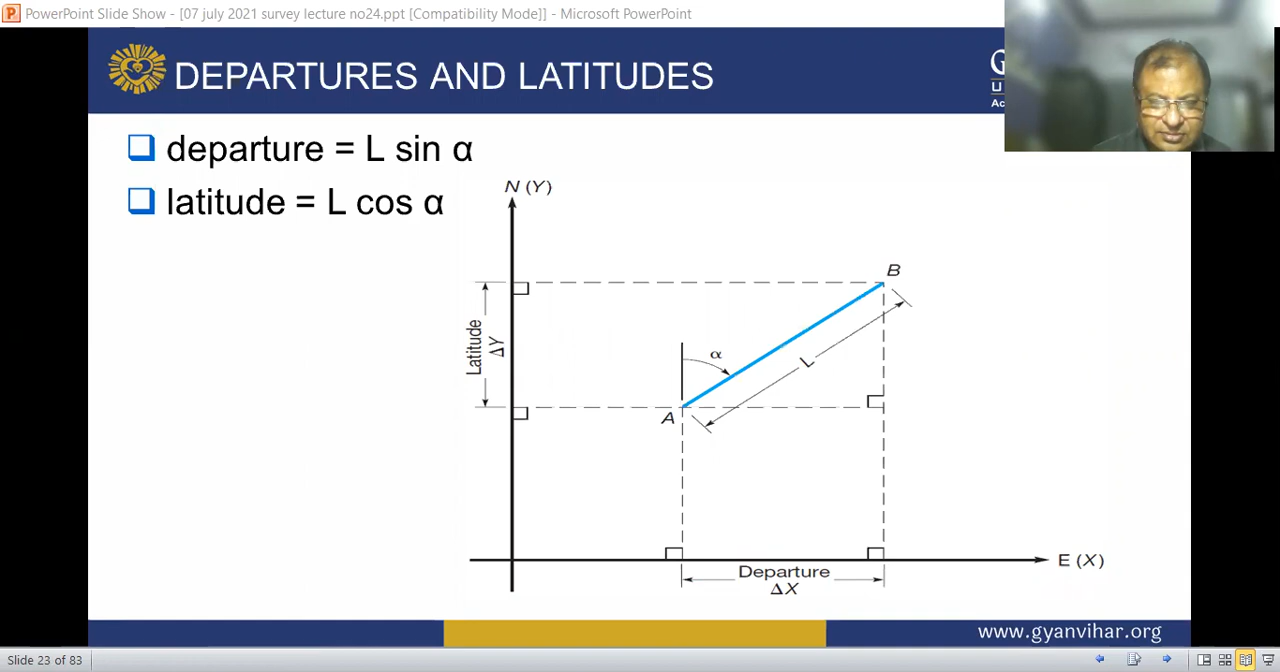 PowerPoint Slide Show - [07 july 2021 survey lecture no24.ppt [Compatibility Mode]] - Microsoft PowerPoint
DEPARTURES AND LATITUDES
G
U
Ac
departure = L sin α
latitude = L cos α
N (Y)
B
Latitude
ΔY
α
L
A
E (X)
Departure
ΔX
www.gyanvihar.org
Slide 23 of 83